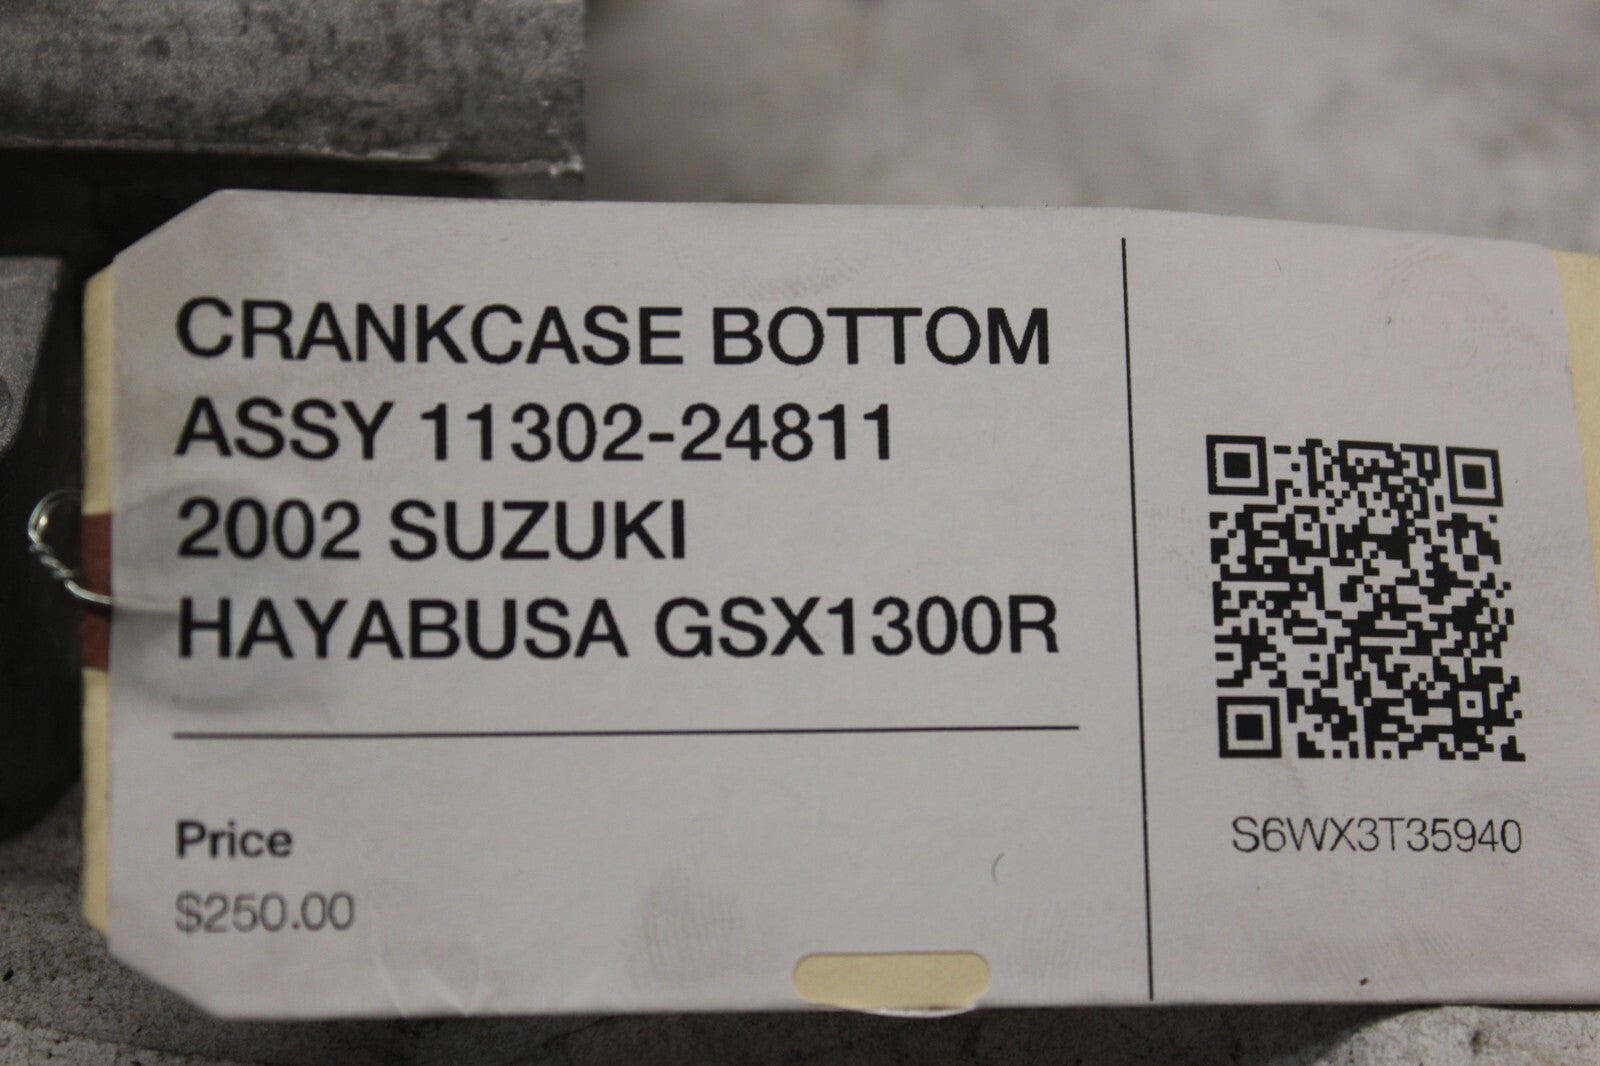 CRANKCASE BOTTOM
ASSY 11302-24811
2002 SUZUKI
HAYABUSA GSX1300R
Price
$250.00
S6WX3T35940